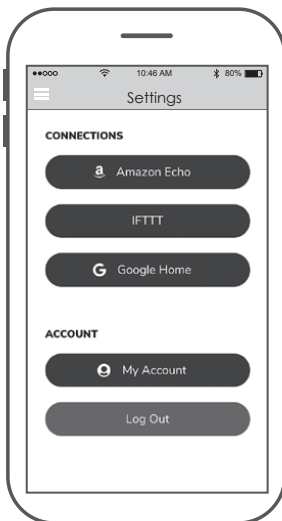 10:46 AM
80%
Settings
CONNECTIONS
a Amazon Echo
IFTTT
G Google Home
ACCOUNT
My Account
Log Out